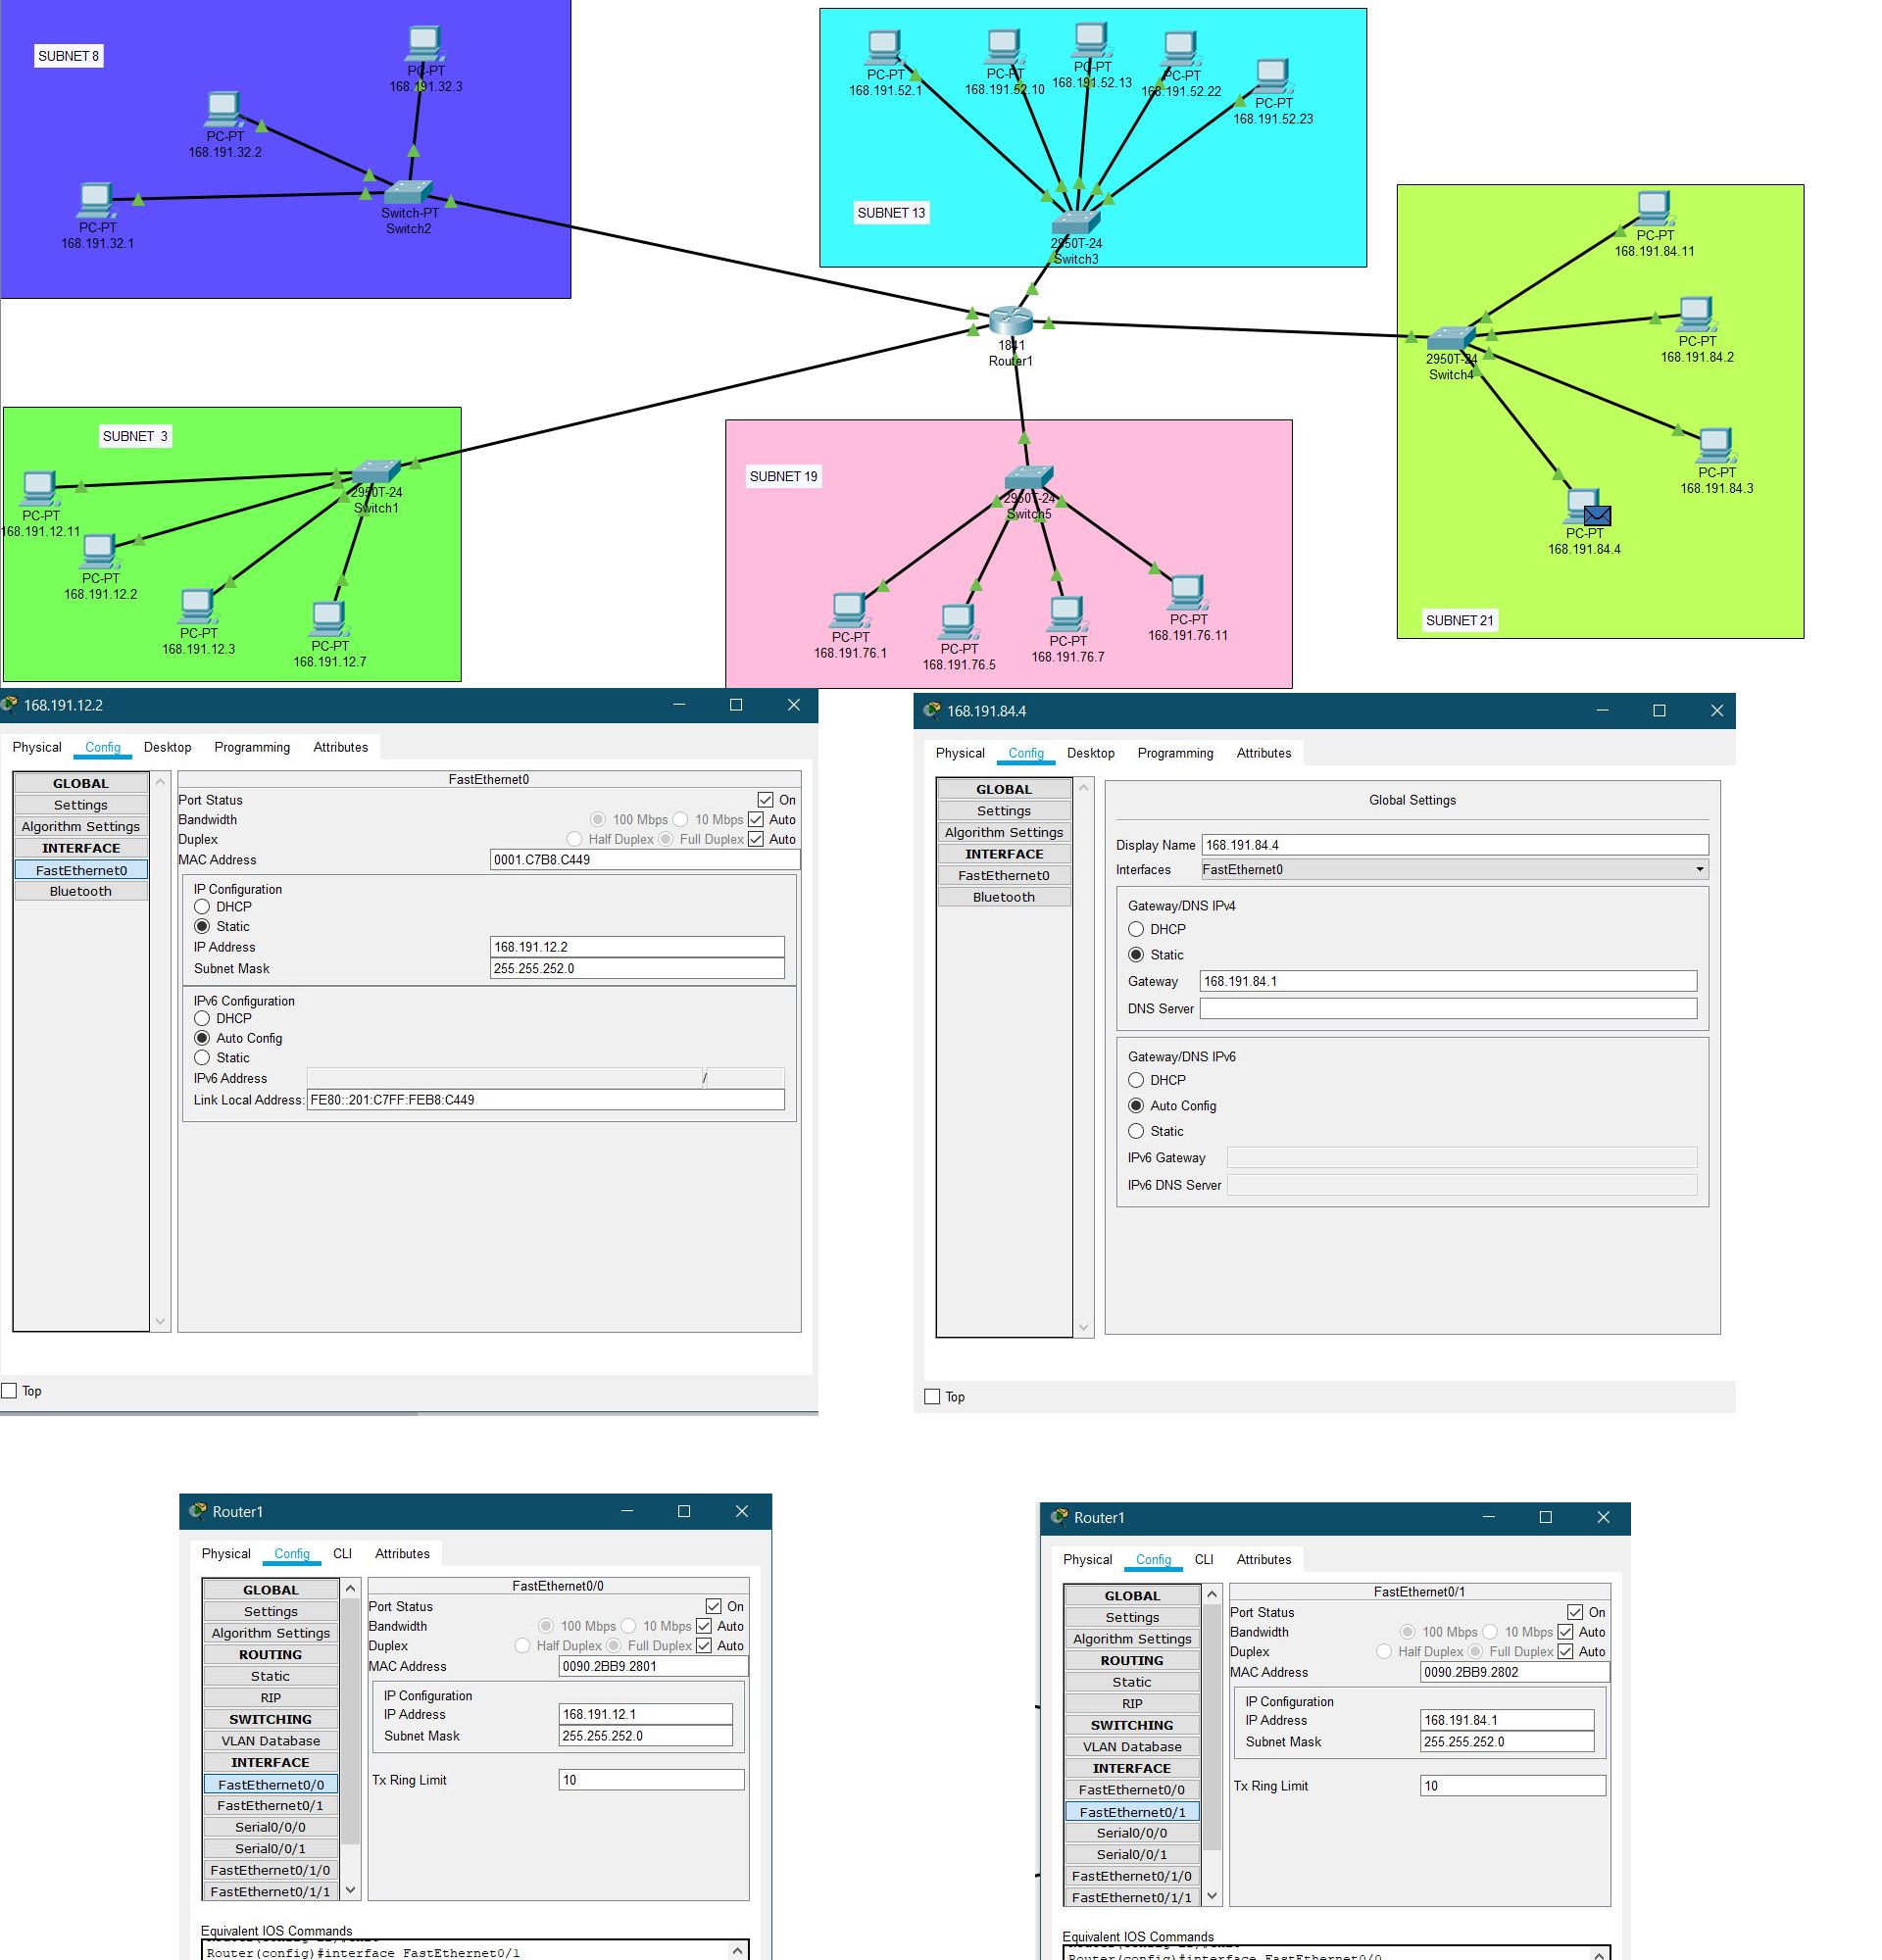 SUBNET 8
PC-PT
168.191.32.3
PC-PT
168.191.32.2
PC-PT
168.191.32.1
Switch-PT
Switch2
PC-PT
168.191.52.1
PC-PT
168.191.52.10
PC-PT
168.191.52.13
PC-PT
168.191.52.22
PC-PT
168.191.52.23
SUBNET 13
2950T-24
Switch3
PC-PT
168.191.84.11
PC-PT
168.191.84.2
2950T-24
Switch4
PC-PT
168.191.84.3
PC-PT
168.191.84.4
SUBNET 21
1841
Router1
SUBNET 3
2950T-24
Switch1
PC-PT
168.191.12.11
PC-PT
168.191.12.2
PC-PT
168.191.12.3
PC-PT
168.191.12.7
SUBNET 19
2950T-24
Switch5
PC-PT
168.191.76.1
PC-PT
168.191.76.5
PC-PT
168.191.76.7
PC-PT
168.191.76.11
168.191.12.2
Physical Config Desktop Programming Attributes
GLOBAL
Settings
Algorithm Settings
INTERFACE
FastEthernet0
Bluetooth
FastEthernet0
Port Status On
Bandwidth 100 Mbps 10 Mbps Auto
Duplex Half Duplex Full Duplex Auto
MAC Address 0001.C7B8.C449
IP Configuration
DHCP
Static
IP Address 168.191.12.2
Subnet Mask 255.255.252.0
IPv6 Configuration
DHCP
Auto Config
Static
IPv6 Address /
Link Local Address: FE80::201:C7FF:FEB8:C449
Top
168.191.84.4
Physical Config Desktop Programming Attributes
GLOBAL
Settings
Algorithm Settings
INTERFACE
FastEthernet0
Bluetooth
Global Settings
Display Name 168.191.84.4
Interfaces FastEthernet0
Gateway/DNS IPv4
DHCP
Static
Gateway 168.191.84.1
DNS Server
Gateway/DNS IPv6
DHCP
Auto Config
Static
IPv6 Gateway
IPv6 DNS Server
Top
Router1
Physical Config CLI Attributes
GLOBAL
Settings
Algorithm Settings
ROUTING
Static
RIP
SWITCHING
VLAN Database
INTERFACE
FastEthernet0/0
FastEthernet0/1
Serial0/0/0
Serial0/0/1
FastEthernet0/1/0
FastEthernet0/1/1
FastEthernet0/0
Port Status On
Bandwidth 100 Mbps 10 Mbps Auto
Duplex Half Duplex Full Duplex Auto
MAC Address 0090.2BB9.2801
IP Configuration
IP Address 168.191.12.1
Subnet Mask 255.255.252.0
Tx Ring Limit 10
Equivalent IOS Commands
Router(config)#interface FastEthernet0/1
Router1
Physical Config CLI Attributes
GLOBAL
Settings
Algorithm Settings
ROUTING
Static
RIP
SWITCHING
VLAN Database
INTERFACE
FastEthernet0/0
FastEthernet0/1
Serial0/0/0
Serial0/0/1
FastEthernet0/1/0
FastEthernet0/1/1
FastEthernet0/1
Port Status On
Bandwidth 100 Mbps 10 Mbps Auto
Duplex Half Duplex Full Duplex Auto
MAC Address 0090.2BB9.2802
IP Configuration
IP Address 168.191.84.1
Subnet Mask 255.255.252.0
Tx Ring Limit 10
Equivalent IOS Commands
Router(config)#interface FastEthernet0/0